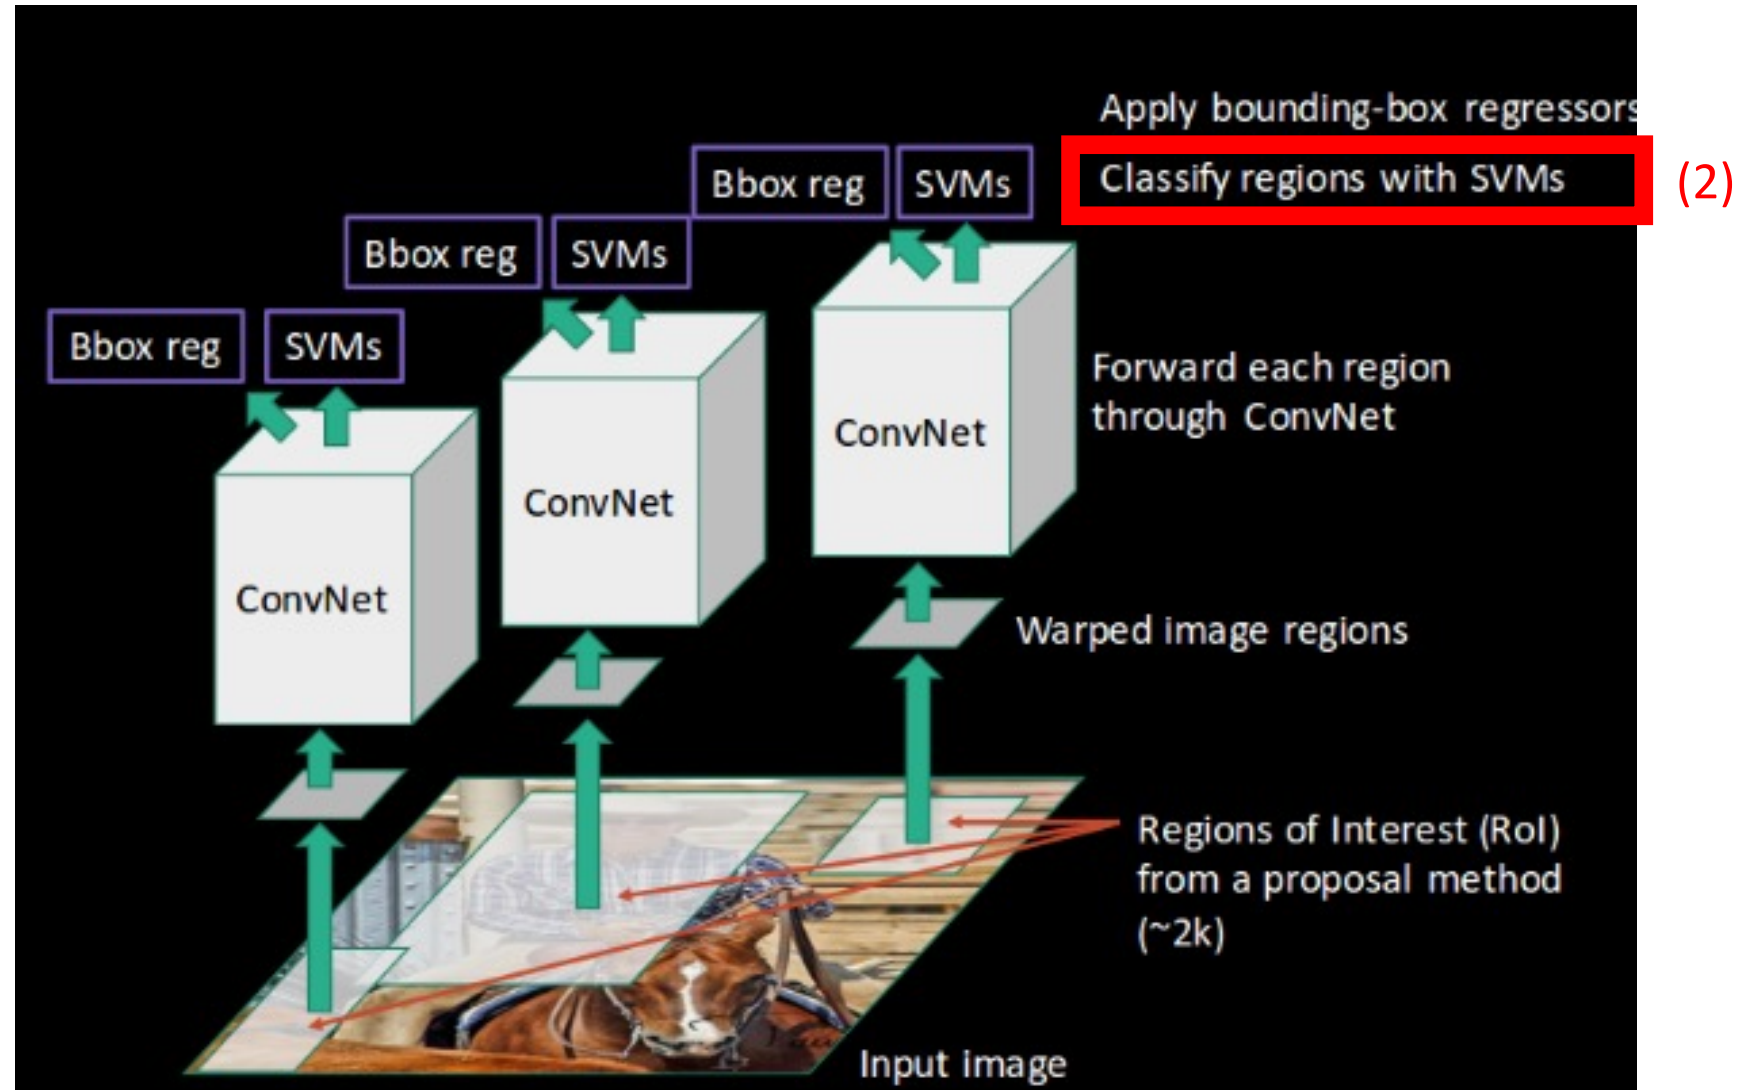 Apply bounding-box regressors
Bbox reg SVMs Classify regions with SVMs (2)
Bbox reg SVMs
Bbox reg SVMs
Forward each region
through ConvNet
ConvNet
ConvNet
ConvNet
Warped image regions
Regions of Interest (RoI)
from a proposal method
(~2k)
Input image